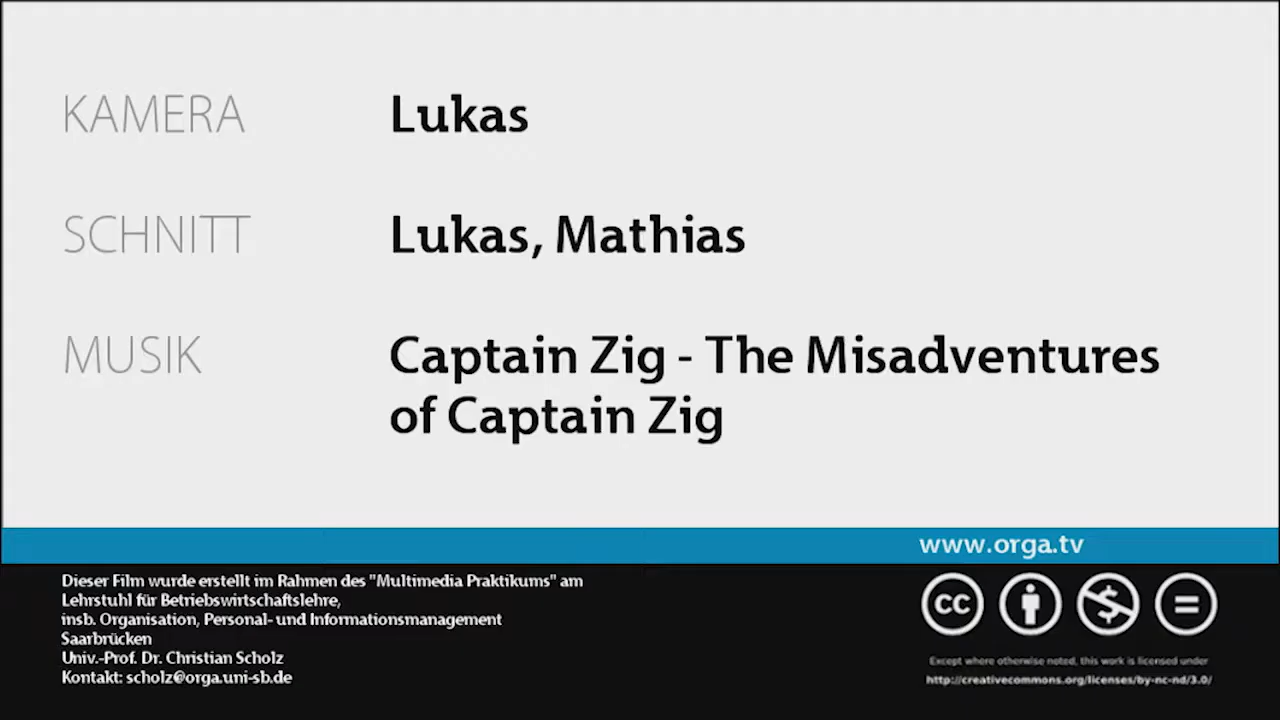 KAMERA Lukas
SCHNITT Lukas, Mathias
MUSIK Captain Zig - The Misadventures
of Captain Zig
www.orga.tv
Dieser Film wurde erstellt im Rahmen des "Multimedia Praktikums" am
Lehrstuhl für Betriebswirtschaftslehre,
insb. Organisation, Personal- und Informationsmanagement
Saarbrücken
Univ.-Prof. Dr. Christian Scholz
Kontakt: scholz@orga.uni-sb.de
cc
Except where otherwise noted, this work is licensed under
http://creativecommons.org/licenses/by-nc-nd/3.0/